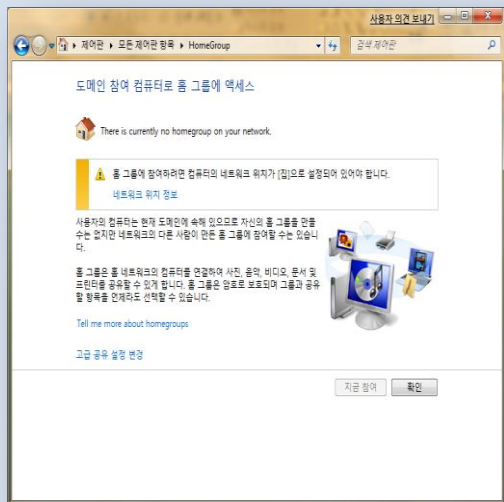 사용자 의견 보내기
제어판 ▸ 모든 제어판 항목 ▸ HomeGroup
검색 제어판
도메인 참여 컴퓨터로 홈 그룹에 액세스
There is currently no homegroup on your network.
홈 그룹에 참여하려면 컴퓨터의 네트워크 위치가 [집]으로 설정되어 있어야 합니다.
네트워크 위치 정보
사용자의 컴퓨터는 현재 도메인에 속해 있으므로 자신의 홈 그룹을 만들
수는 없지만 네트워크의 다른 사람이 만든 홈 그룹에 참여할 수는 있습니
다.
홈 그룹은 홈 네트워크의 컴퓨터를 연결하여 사진, 음악, 비디오, 문서 및
프린터를 공유할 수 있게 합니다. 홈 그룹은 암호로 보호되며 그룹과 공유
할 항목을 언제라도 선택할 수 있습니다.
Tell me more about homegroups
고급 공유 설정 변경
지금 참여
확인